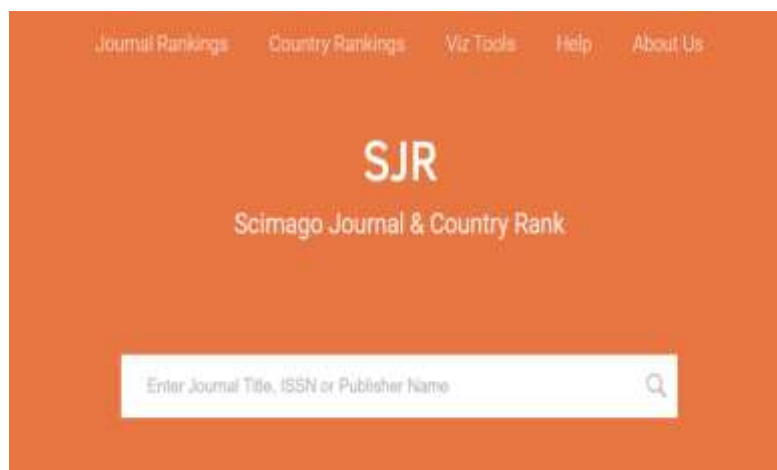 Journal Rankings Country Rankings Viz Tools Help About Us
SJR
Scimago Journal & Country Rank
Enter Journal Title, ISSN or Publisher Name